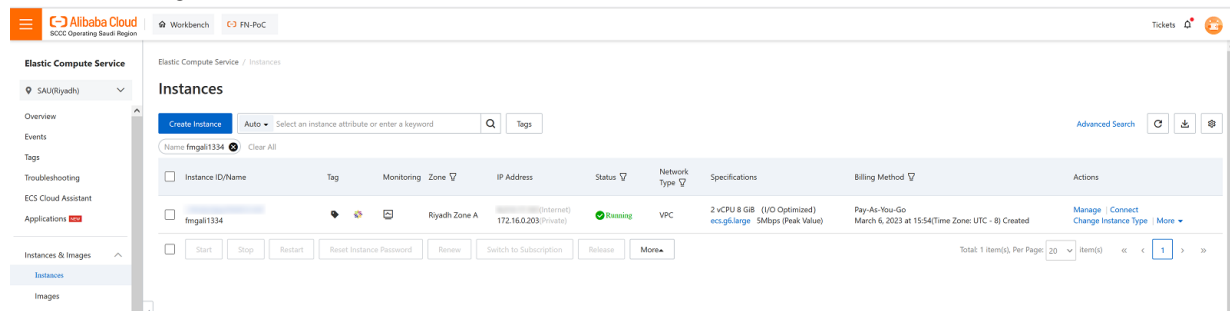 Alibaba Cloud
SCCC Operating Saudi Region
Workbench
FN-PoC
Tickets
Elastic Compute Service
SAU(Riyadh)
Overview
Events
Tags
Troubleshooting
ECS Cloud Assistant
Applications NEW
Instances & Images
Instances
Images
Elastic Compute Service / Instances
Instances
Create Instance
Auto
Select an instance attribute or enter a keyword
Tags
Advanced Search
Name fmgali1334
Clear All
Instance ID/Name
Tag
Monitoring
Zone
IP Address
Status
Network
Type
Specifications
Billing Method
Actions
fmgali1334
Riyadh Zone A
(Internet)
172.16.0.203(Private)
Running
VPC
2 vCPU 8 GiB (I/O Optimized)
ecs.g6.large 5Mbps (Peak Value)
Pay-As-You-Go
March 6, 2023 at 15:54(Time Zone: UTC - 8) Created
Manage | Connect
Change Instance Type | More
Start
Stop
Restart
Reset Instance Password
Renew
Switch to Subscription
Release
More
Total: 1 item(s), Per Page: 20 item(s)
1